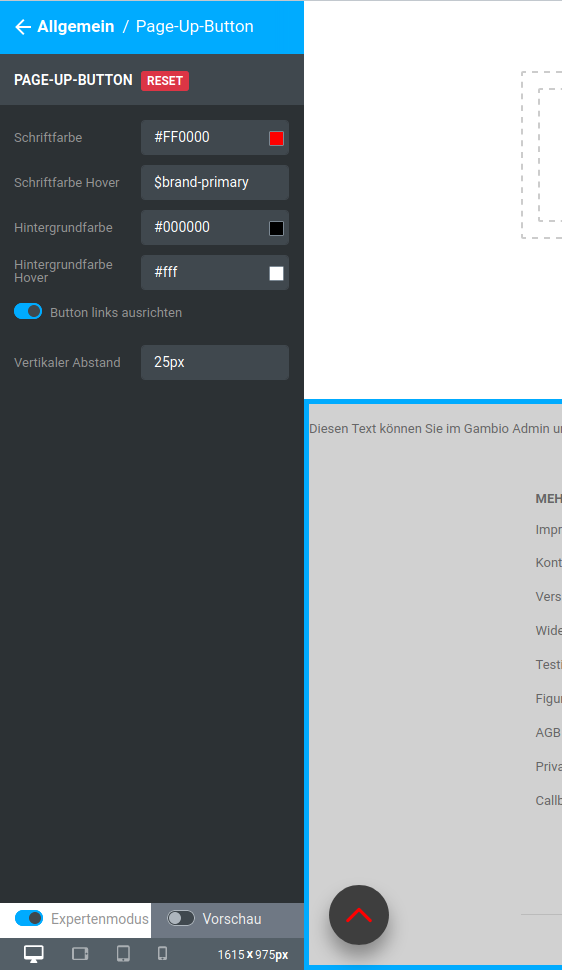 Allgemein / Page-Up-Button
PAGE-UP-BUTTON RESET
Schriftfarbe #FF0000
Schriftfarbe Hover $brand-primary
Hintergrundfarbe #000000
Hintergrundfarbe
Hover #fff
Button links ausrichten
Vertikaler Abstand 25px
Expertenmodus Vorschau
1615 x 975px
Diesen Text können Sie im Gambio Admin u
MEH
Impr
Kont
Vers
Wide
Testi
Figur
AGB
Priva
Callb